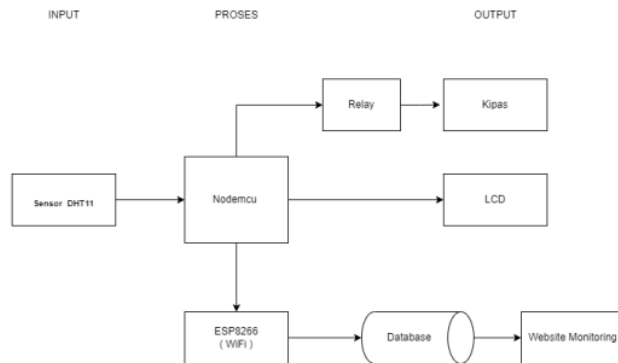 INPUT
PROSES
OUTPUT
Relay
Kipas
Sensor DHT11
Nodemcu
LCD
ESP8266
( WiFi )
Database
Website Monitoring